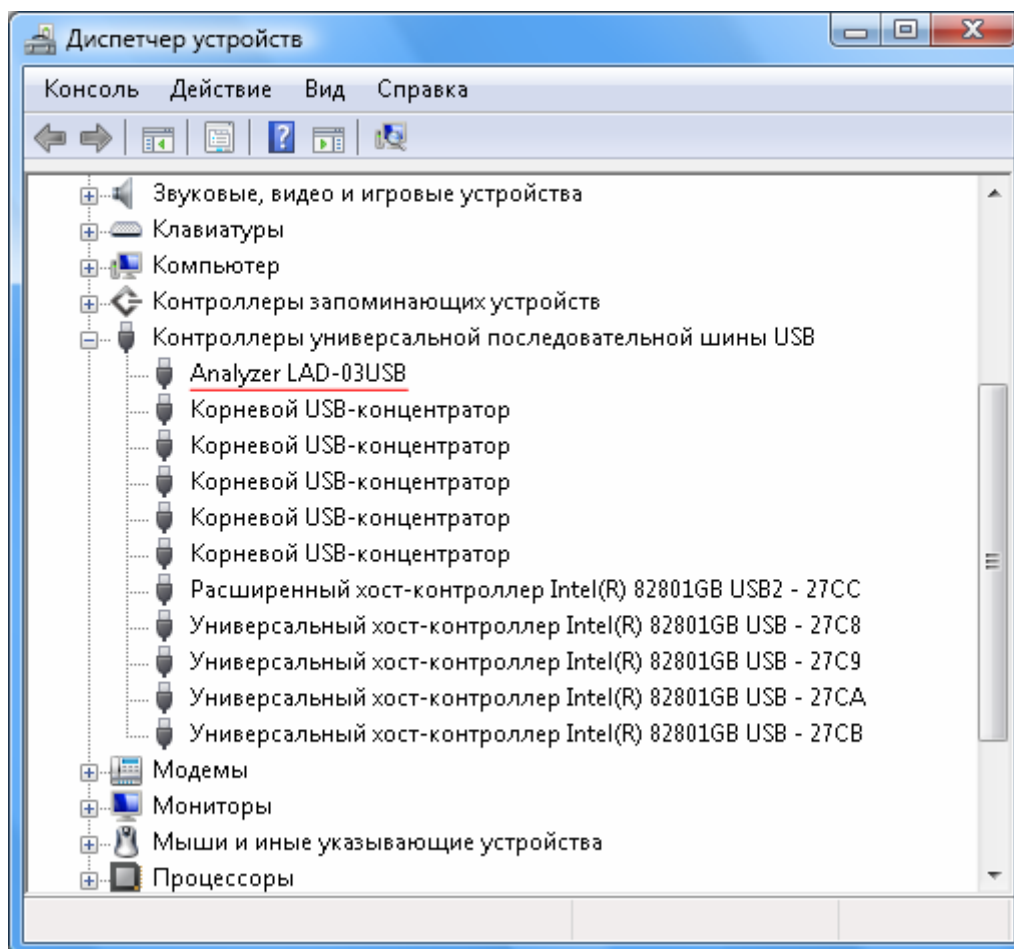 Диспетчер устройств
Консоль Действие Вид Справка
Звуковые, видео и игровые устройства
Клавиатуры
Компьютер
Контроллеры запоминающих устройств
Контроллеры универсальной последовательной шины USB
Analyzer LAD-03USB
Корневой USB-концентратор
Корневой USB-концентратор
Корневой USB-концентратор
Корневой USB-концентратор
Корневой USB-концентратор
Расширенный хост-контроллер Intel(R) 82801GB USB2 - 27CC
Универсальный хост-контроллер Intel(R) 82801GB USB - 27C8
Универсальный хост-контроллер Intel(R) 82801GB USB - 27C9
Универсальный хост-контроллер Intel(R) 82801GB USB - 27CA
Универсальный хост-контроллер Intel(R) 82801GB USB - 27CB
Модемы
Мониторы
Мыши и иные указывающие устройства
Процессоры